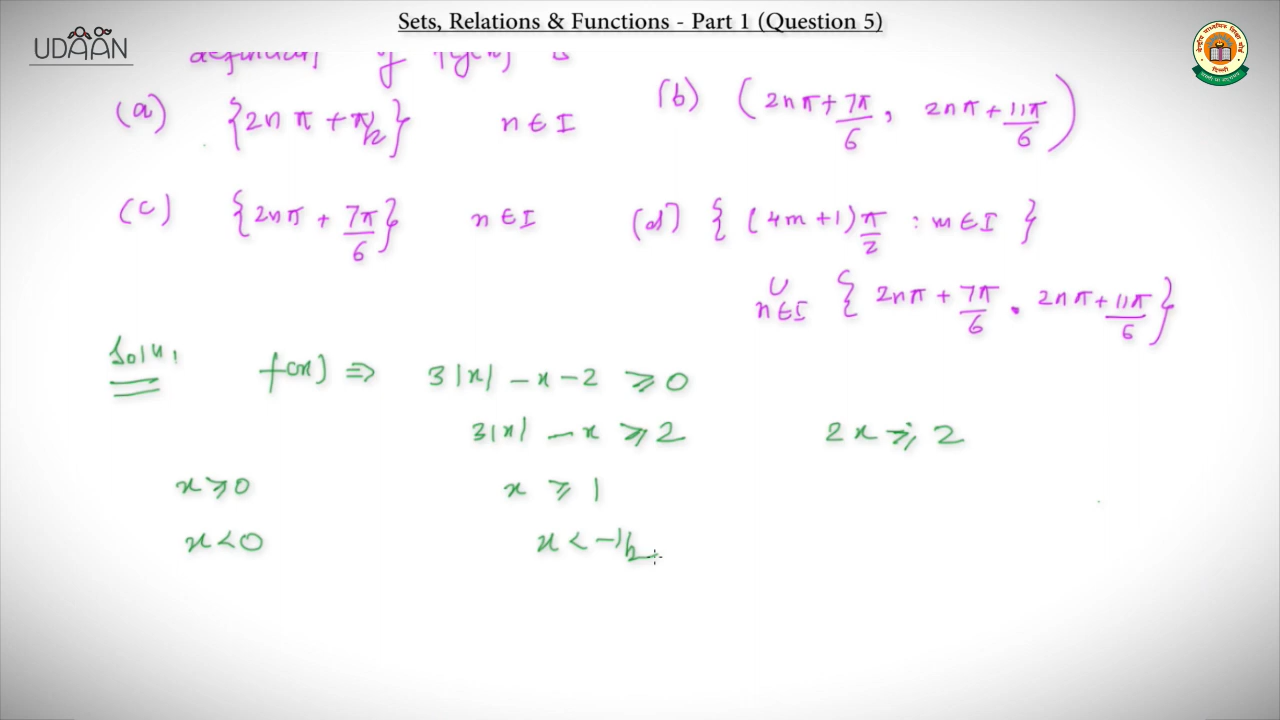 Sets, Relations & Functions - Part 1 (Question 5)
UDAAN
of is
(a) {2nπ + π/2} n ∈ I
(b) (2nπ + 7π/6, 2nπ + 11π/6)
(c) {2nπ + 7π/6} n ∈ I
(d) {(4m + 1) π/2 : m ∈ I}
∪ n∈I {2nπ + 7π/6 . 2nπ + 11π/6}
Soln. f(x) ⇒ 3|x| - x - 2 ≥ 0
3|x| - x ≥ 2 2x ≥ 2
x ≥ 0 x ≥ 1
x < 0 x < -1/2